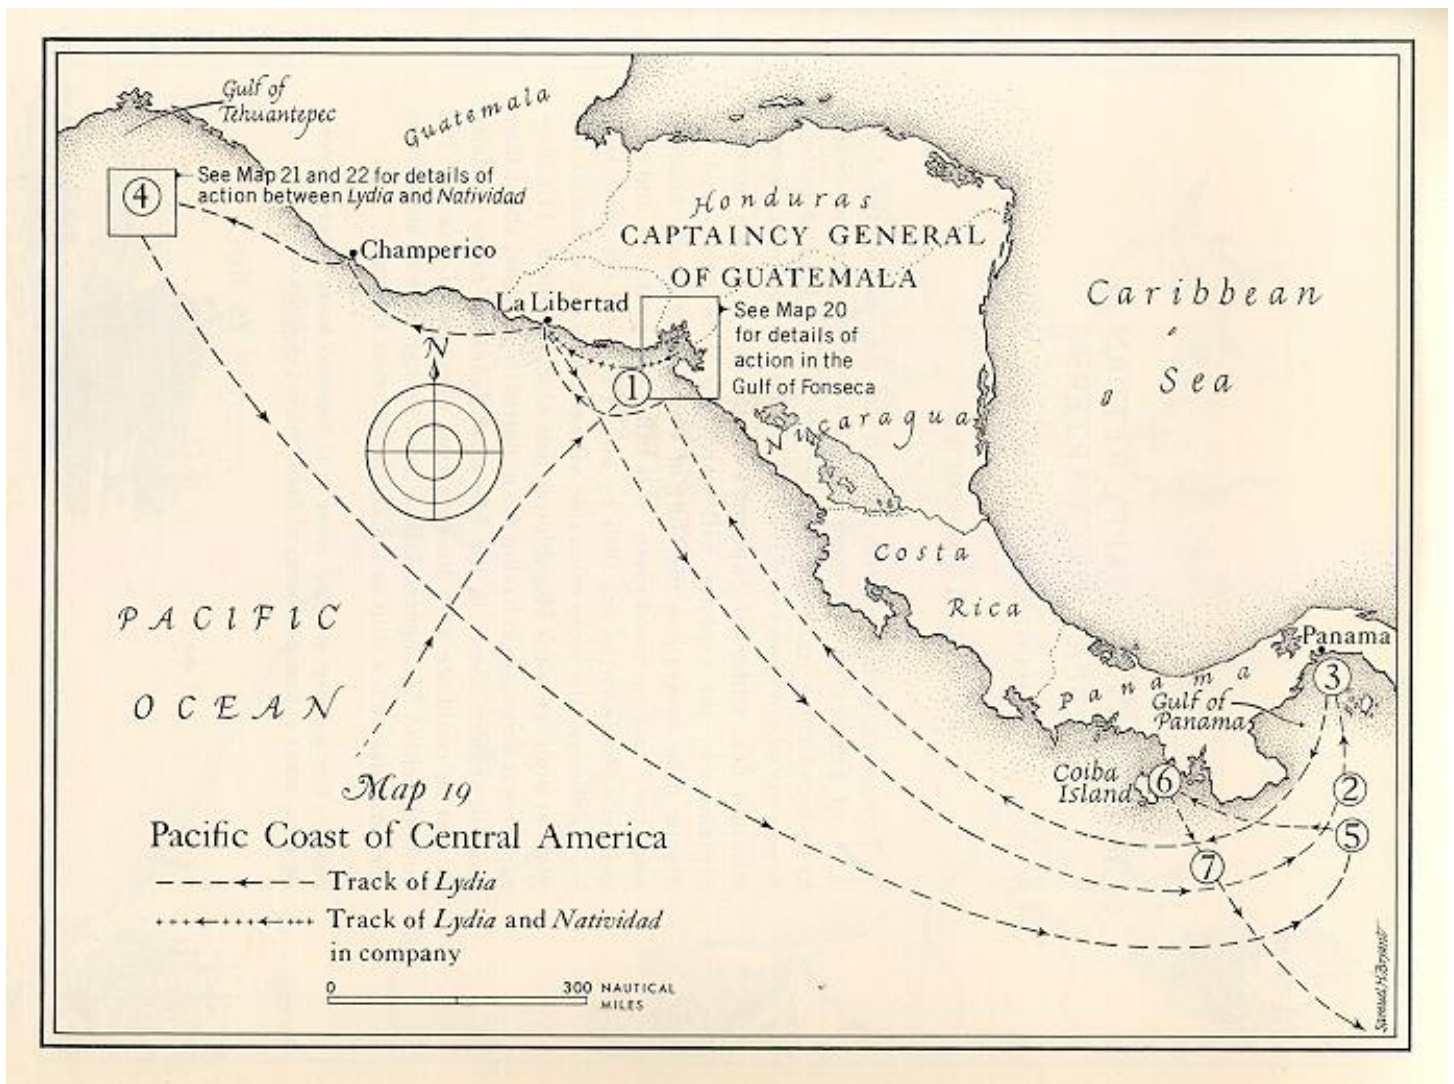 Gulf of
Tehuantepec
Guatemala
See Map 21 and 22 for details of
action between Lydia and Natividad
4
Champerico
Honduras
CAPTAINCY GENERAL
OF GUATEMALA
La Libertad
See Map 20
for details of
action in the
Gulf of Fonseca
1
N
Caribbean
Sea
Nicaragua
Costa
Rica
PACIFIC
OCEAN
Panama
3
Panama
Gulf of
Panama
Coiba
Island
6
2
5
7
Map 19
Pacific Coast of Central America
Track of Lydia
Track of Lydia and Natividad
in company
0 300 NAUTICAL
MILES
Samuel H. Bryant